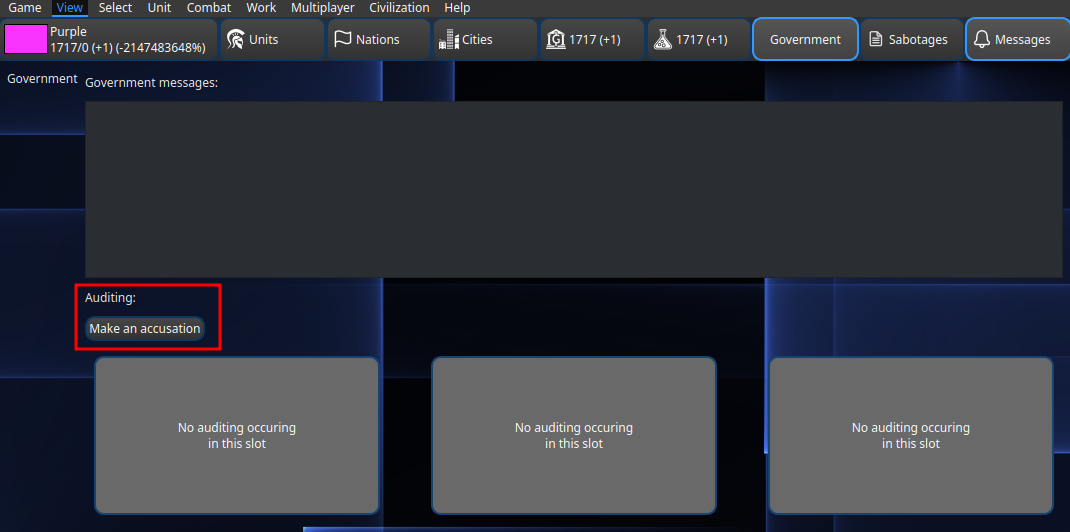 Game View Select Unit Combat Work Multiplayer Civilization Help
Purple
1717/0 (+1) (-2147483648%)
Units
Nations
Cities
1717 (+1)
1717 (+1)
Government
Sabotages
Messages
Government
Government messages:
Auditing:
Make an accusation
No auditing occuring
in this slot
No auditing occuring
in this slot
No auditing occuring
in this slot